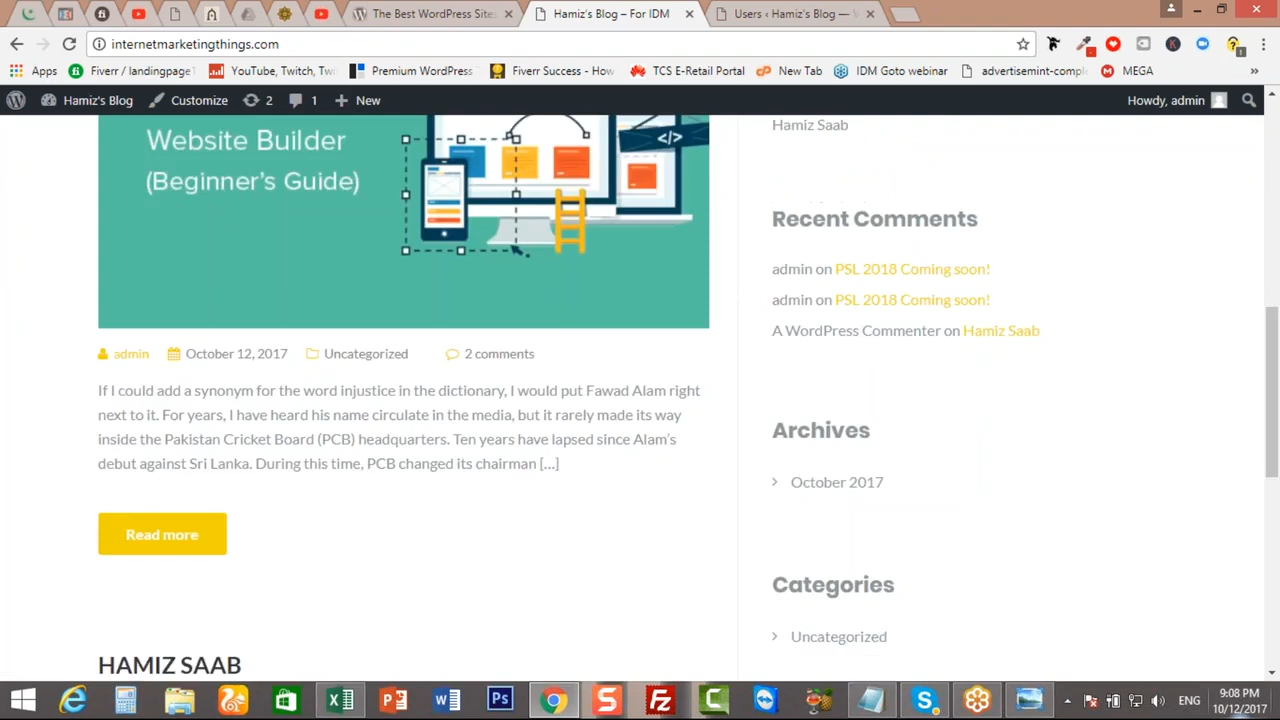 The Best WordPress Sites
Hamiz's Blog – For IDM
Users ‹ Hamiz's Blog —
internetmarketingthings.com
Apps
Fiverr / landingpage
YouTube, Twitch, Tw
Premium WordPress
Fiverr Success - How
TCS E-Retail Portal
New Tab
IDM Goto webinar
advertisemint-comple
MEGA
»
Hamiz's Blog
Customize
2
1
New
Howdy, admin
Website Builder
(Beginner's Guide)
</>
admin
October 12, 2017
Uncategorized
2 comments
If I could add a synonym for the word injustice in the dictionary, I would put Fawad Alam right
next to it. For years, I have heard his name circulate in the media, but it rarely made its way
inside the Pakistan Cricket Board (PCB) headquarters. Ten years have lapsed since Alam's
debut against Sri Lanka. During this time, PCB changed its chairman [...]
Read more
HAMIZ SAAB
Hamiz Saab
Recent Comments
admin on PSL 2018 Coming soon!
admin on PSL 2018 Coming soon!
A WordPress Commenter on Hamiz Saab
Archives
October 2017
Categories
Uncategorized
ENG
9:08 PM
10/12/2017